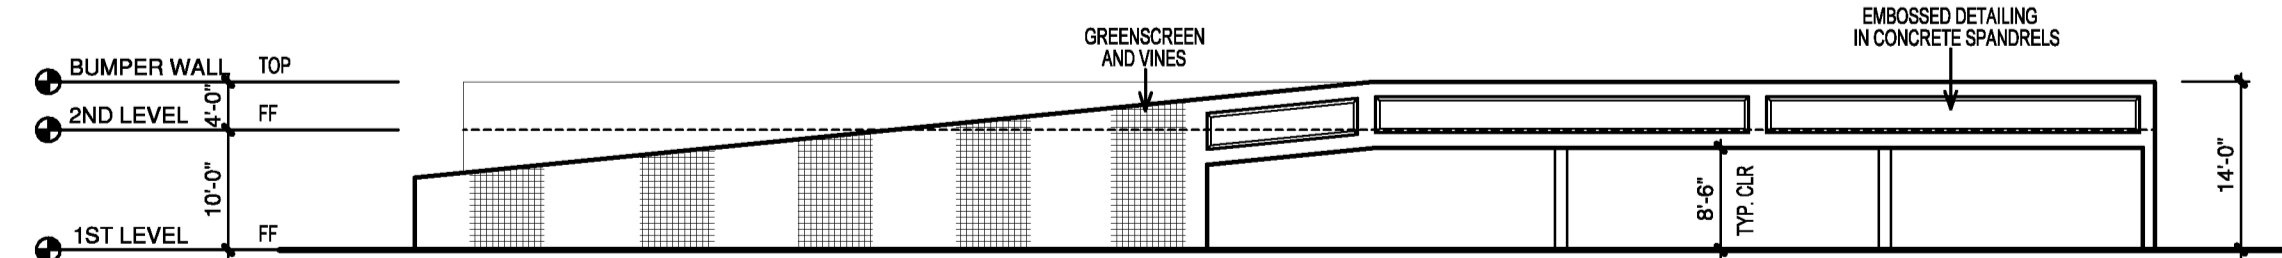 BUMPER WALL TOP
4'-0"
2ND LEVEL FF
10'-0"
1ST LEVEL FF
GREENSCREEN
AND VINES
EMBOSSED DETAILING
IN CONCRETE SPANDRELS
8'-6"
TYP. CLR
14'-0"